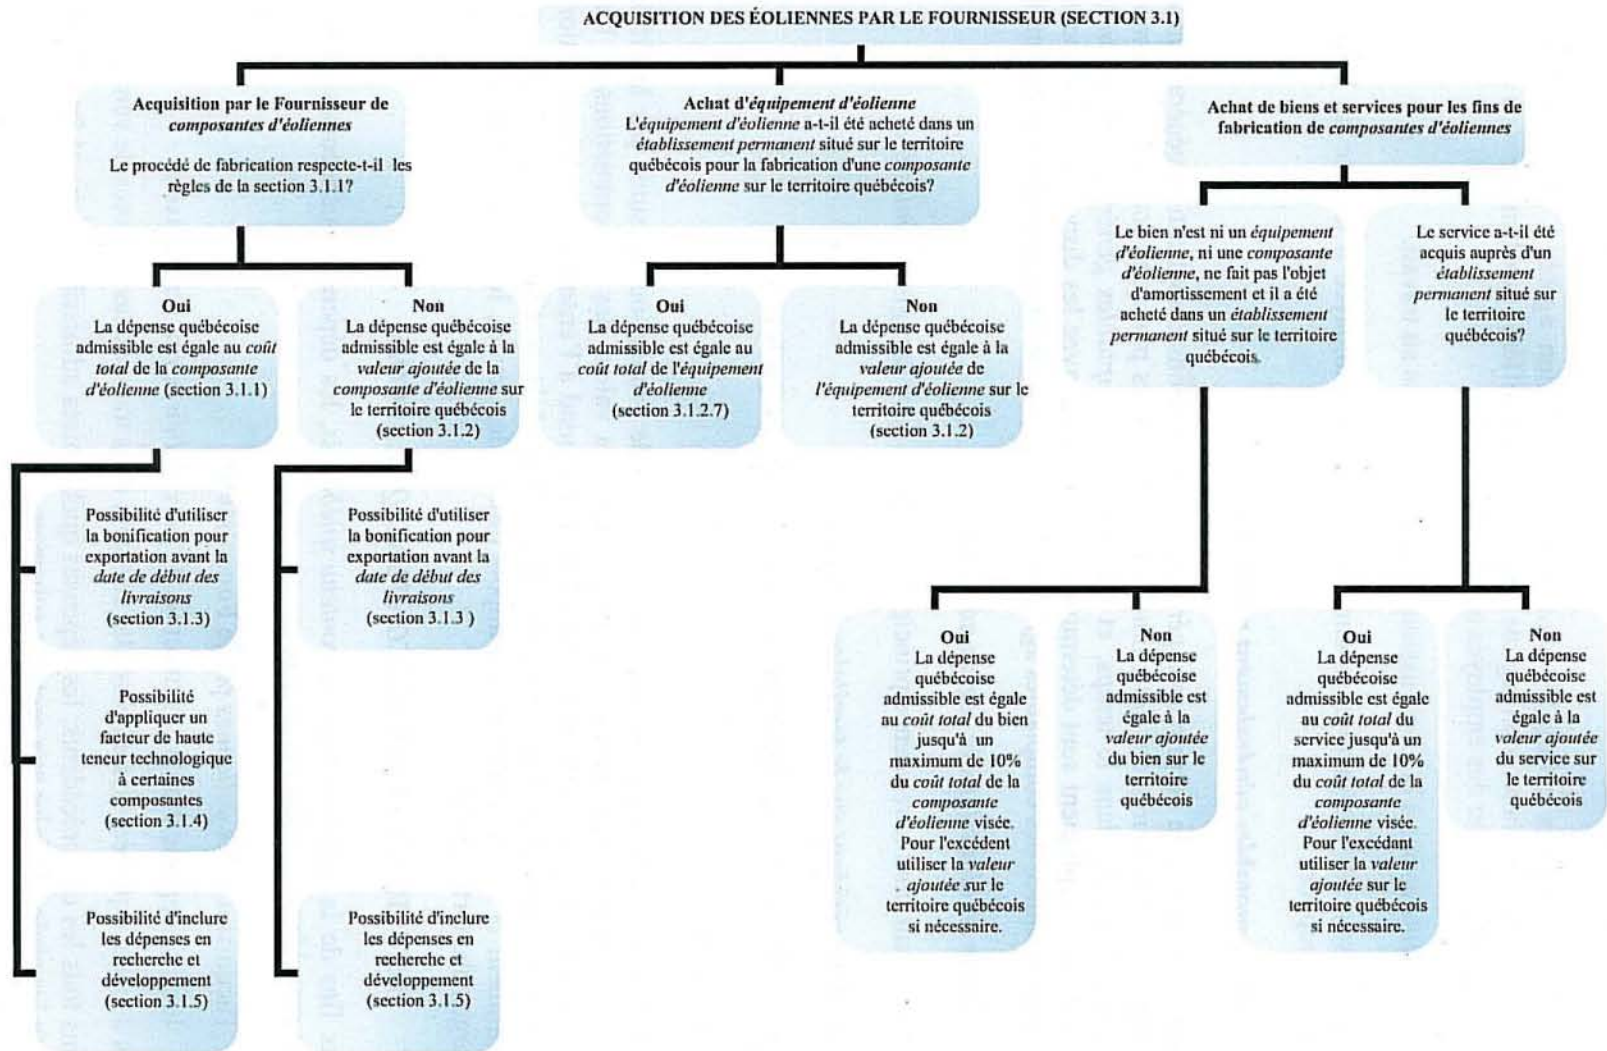 ACQUISITION DES ÉOLIENNES PAR LE FOURNISSEUR (SECTION 3.1)
Acquisition par le Fournisseur de
composantes d'éoliennes
Le procédé de fabrication respecte-t-il les
règles de la section 3.1.1?
Achat d'équipement d'éolienne
L'équipement d'éolienne a-t-il été acheté dans un
établissement permanent situé sur le territoire
québécois pour la fabrication d'une composante
d'éolienne sur le territoire québécois?
Achat de biens et services pour les fins de
fabrication de composantes d'éoliennes
Le bien n'est ni un équipement
d'éolienne, ni une composante
d'éolienne, ne fait pas l'objet
d'amortissement et il a été
acheté dans un établissement
permanent situé sur le territoire
québécois.
Le service a-t-il été
acquis auprès d'un
établissement
permanent situé sur
le territoire
québécois?
Oui
La dépense québécoise
admissible est égale au coût
total de la composante
d'éolienne (section 3.1.1)
Non
La dépense québécoise
admissible est égale à la
valeur ajoutée de la
composante d'éolienne sur
le territoire québécois
(section 3.1.2)
Oui
La dépense québécoise
admissible est égale au
coût total de l'équipement
d'éolienne
(section 3.1.2.7)
Non
La dépense québécoise
admissible est égale à la
valeur ajoutée de
l'équipement d'éolienne sur le
territoire québécois
(section 3.1.2)
Possibilité d'utiliser
la bonification pour
exportation avant la
date de début des
livraisons
(section 3.1.3)
Possibilité d'utiliser
la bonification pour
exportation avant la
date de début des
livraisons
(section 3.1.3 )
Possibilité
d'appliquer un
facteur de haute
teneur technologique
à certaines
composantes
(section 3.1.4)
Possibilité d'inclure
les dépenses en
recherche et
développement
(section 3.1.5)
Possibilité d'inclure
les dépenses en
recherche et
développement
(section 3.1.5)
Oui
La dépense
québécoise
admissible est égale
au coût total du bien
jusqu'à un
maximum de 10%
du coût total de la
composante
d'éolienne visée.
Pour l'excédent
utiliser la valeur
ajoutée sur le
territoire québécois
si nécessaire.
Non
La dépense
québécoise
admissible est
égale à la
valeur ajoutée
du bien sur le
territoire
québécois
Oui
La dépense
québécoise
admissible est égale
au coût total du
service jusqu'à un
maximum de 10%
du coût total de la
composante
d'éolienne visée.
Pour l'excédant
utiliser la valeur
ajoutée sur le
territoire québécois
si nécessaire.
Non
La dépense
québécoise
admissible est
égale à la
valeur ajoutée
du service sur
le territoire
québécois